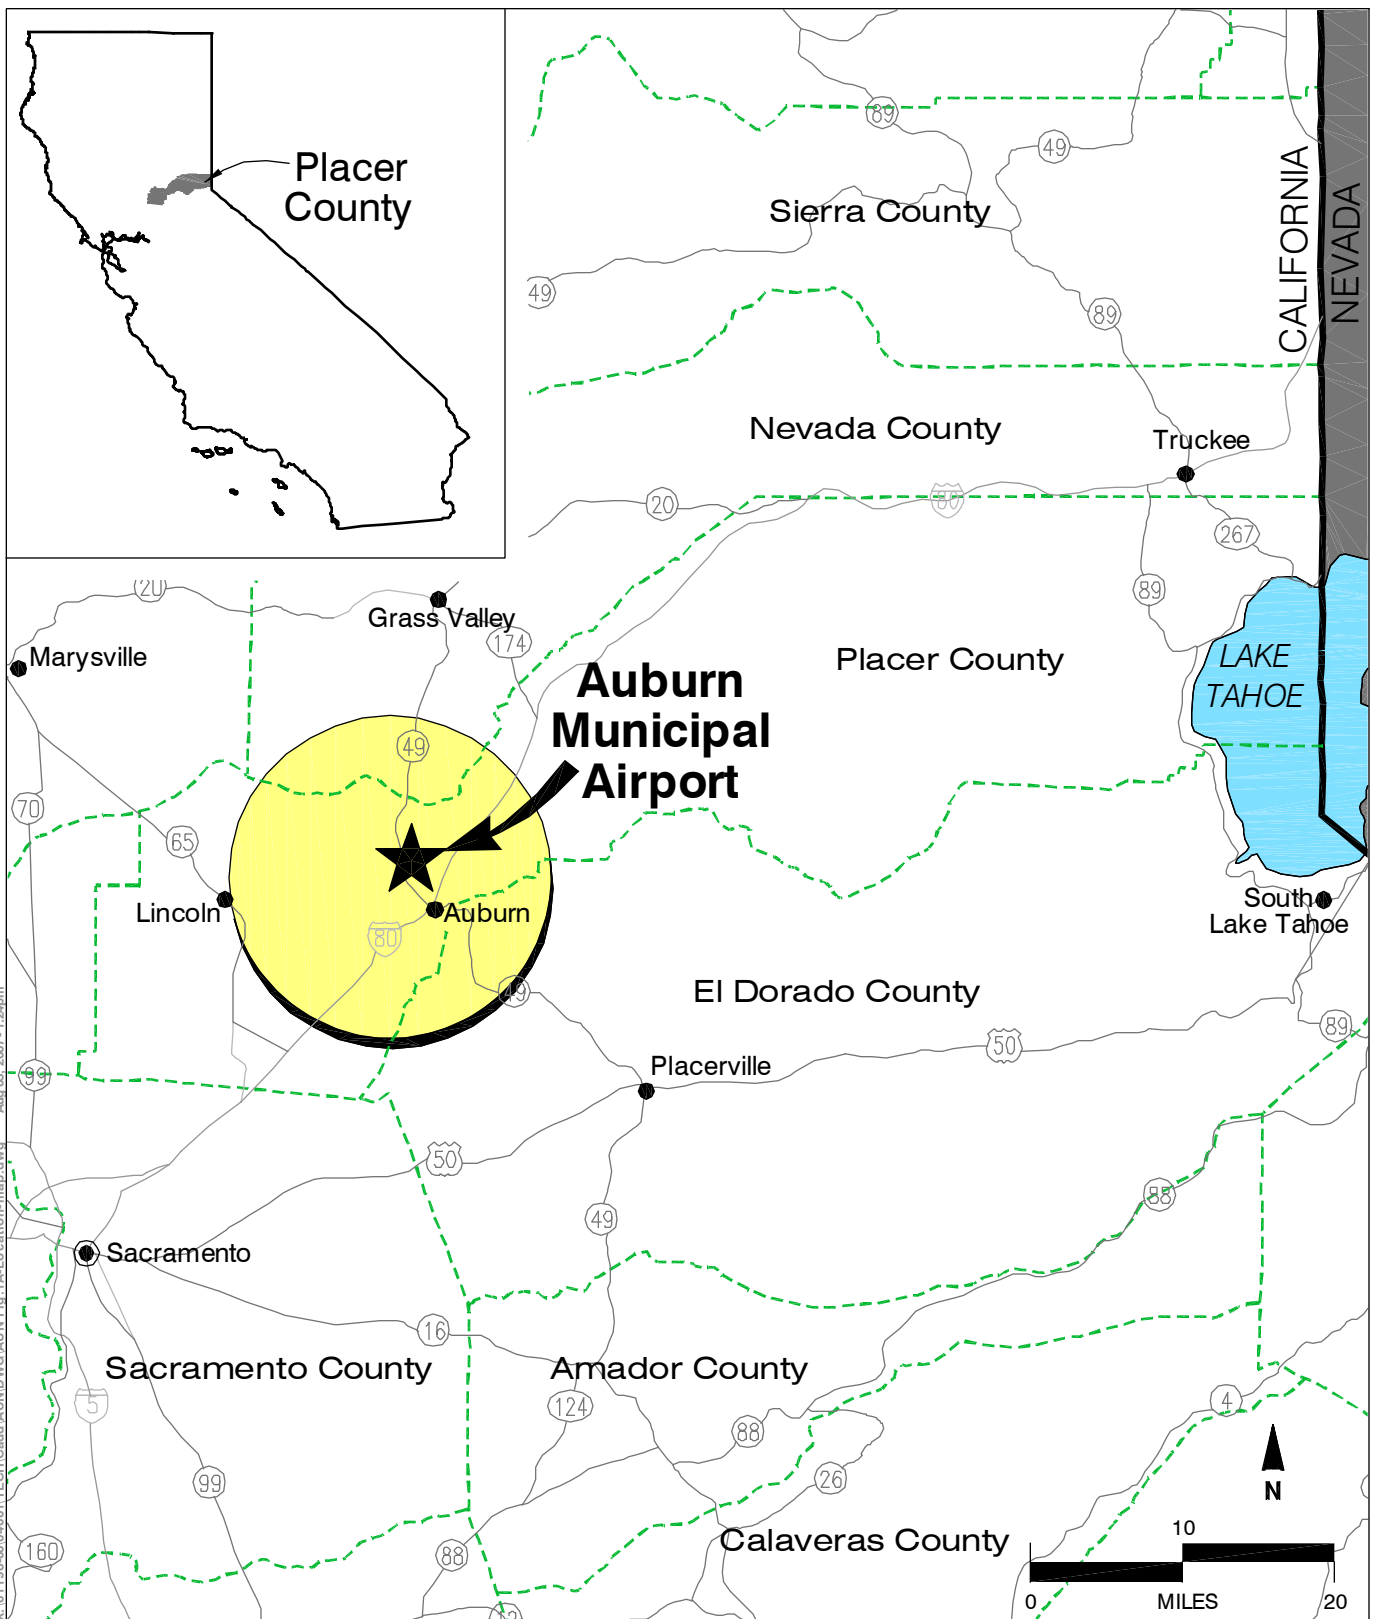 Placer
County
89
49
CALIFORNIA
NEVADA
Sierra County
49
89
Nevada County
Truckee
20
80
267
20
89
Grass Valley
174
Marysville
Placer County
LAKE
TAHOE
Auburn
Municipal
Airport
49
70
65
Lincoln
Auburn
80
South
Lake Tahoe
49
El Dorado County
89
50
Placerville
99
50
88
49
Sacramento
16
Sacramento County
Amador County
5
124
4
88
26
99
N
Calaveras County
10
160
88
0
MILES
20